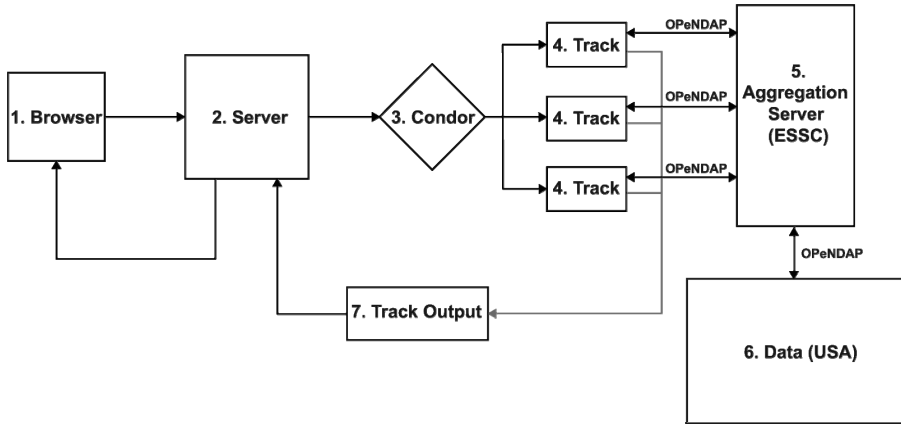 OPeNDAP
4. Track
5.
Aggregation
Server
(ESSC)
OPeNDAP
1. Browser
2. Server
3. Condor
4. Track
OPeNDAP
4. Track
OPeNDAP
7. Track Output
6. Data (USA)